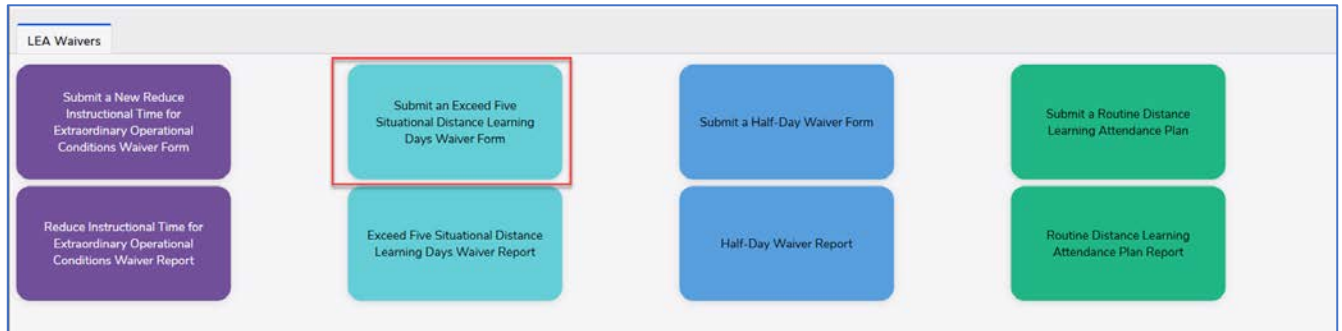 LEA Waivers
Submit a New Reduce
Instructional Time for
Extraordinary Operational
Conditions Waiver Form
Submit an Exceed Five
Situational Distance Learning
Days Waiver Form
Submit a Half-Day Waiver Form
Submit a Routine Distance
Learning Attendance Plan
Reduce Instructional Time for
Extraordinary Operational
Conditions Waiver Report
Exceed Five Situational Distance
Learning Days Waiver Report
Half-Day Waiver Report
Routine Distance Learning
Attendance Plan Report